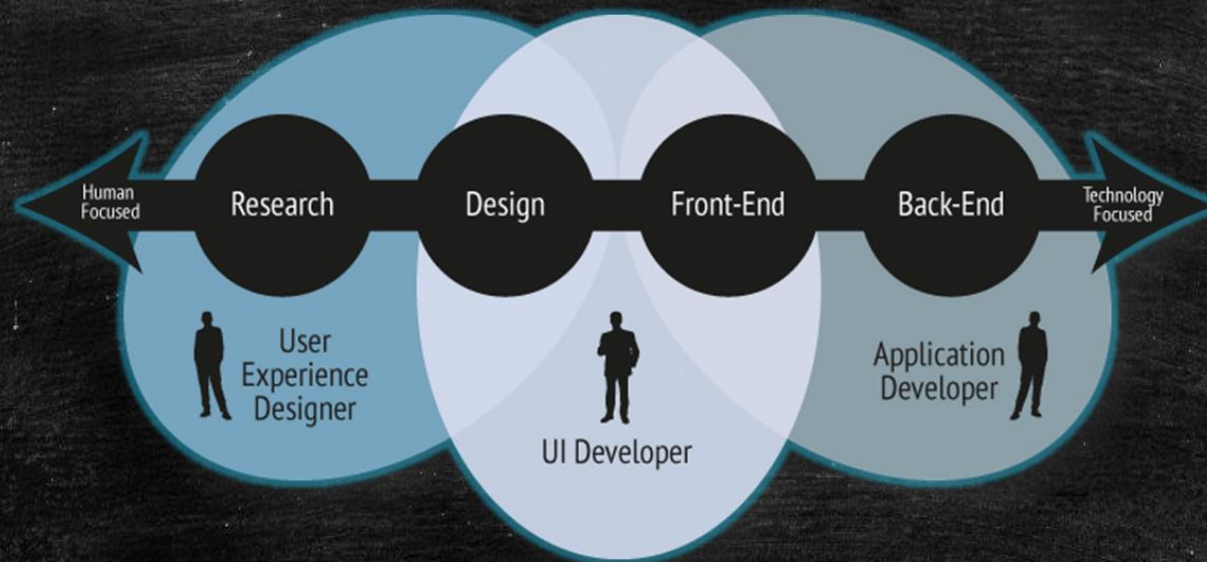 Human
Focused
Research
Design
Front-End
Back-End
Technology
Focused
User
Experience
Designer
UI Developer
Application
Developer